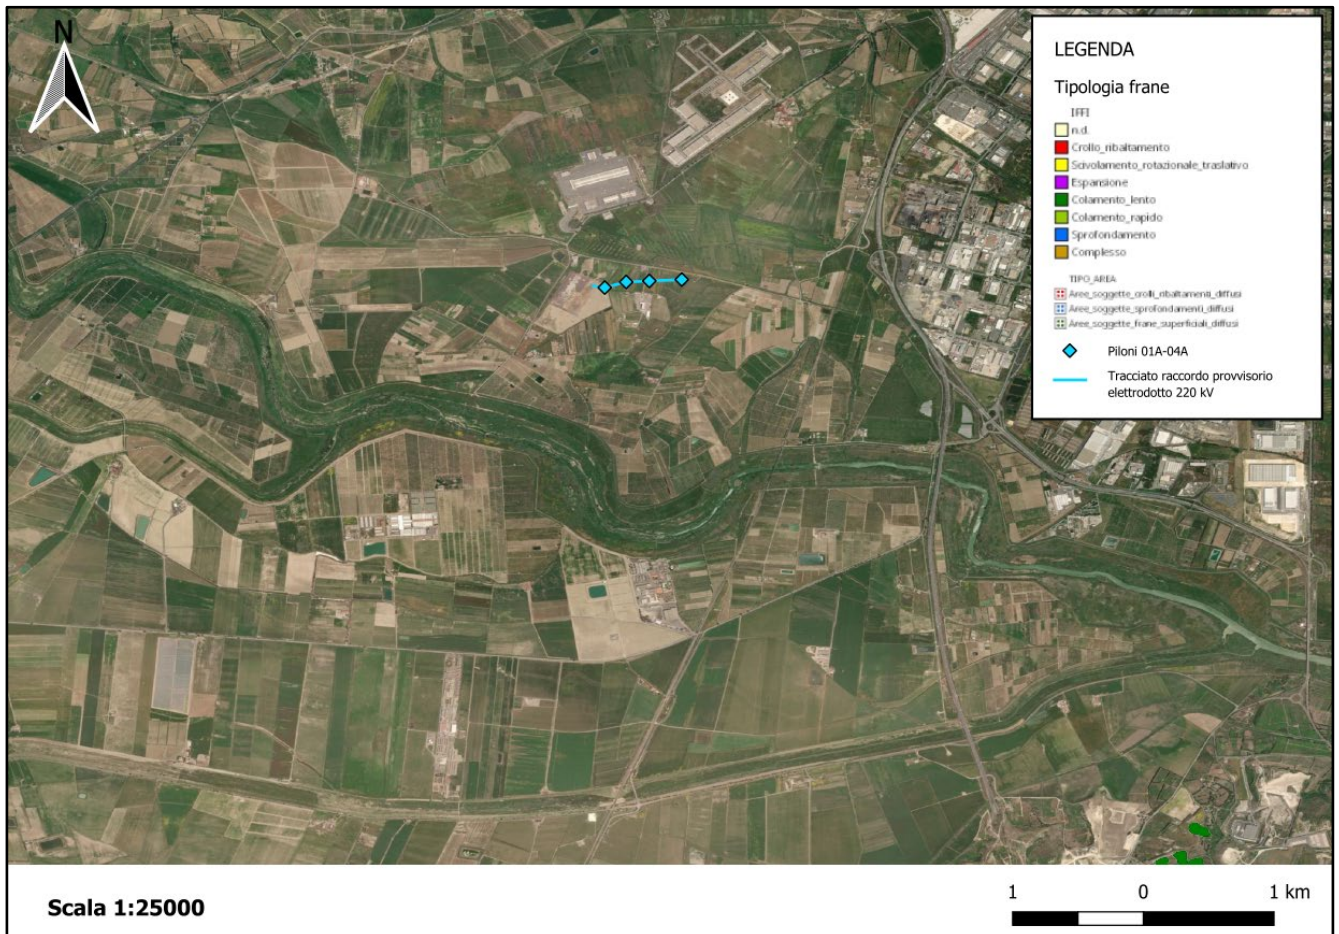 N
LEGENDA
Tipologia frane
IFFI
n.d.
Crollo_ribaltamento
Scivolamento_rotazionale_traslativo
Espansione
Colamento_lento
Colamento_rapido
Sprofondamento
Complesso
TIPO_AREA
Aree_soggette_crolli_ribaltamenti_diffusi
Aree_soggette_sprofondamenti_diffusi
Aree_soggette_frane_superficiali_diffusi
Piloni 01A-04A
Tracciato raccordo provvisorio
elettrodotto 220 kV
Scala 1:25000
1 0 1 km